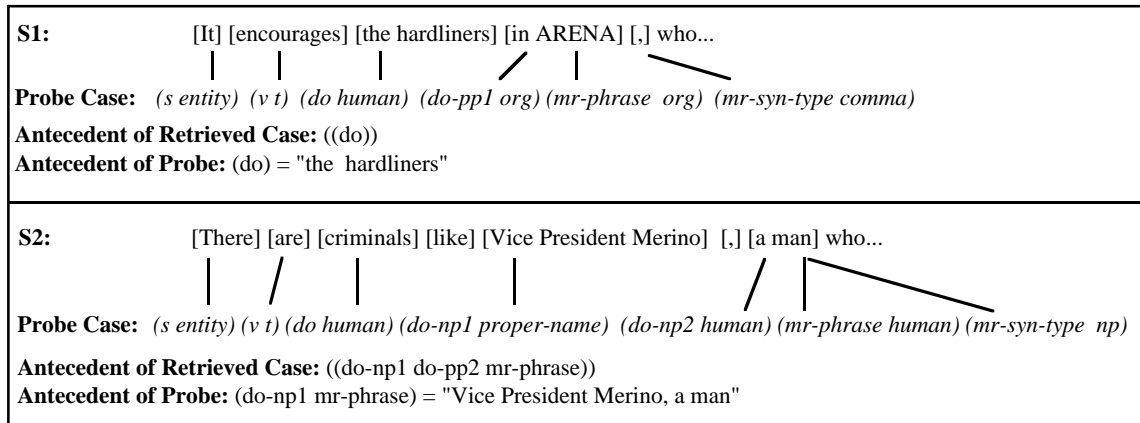 S1: [It] [encourages] [the hardliners] [in ARENA] [,] who...
Probe Case: (s entity) (v t) (do human) (do-pp1 org) (mr-phrase org) (mr-syn-type comma)
Antecedent of Retrieved Case: ((do))
Antecedent of Probe: (do) = "the hardliners"
S2: [There] [are] [criminals] [like] [Vice President Merino] [,] [a man] who...
Probe Case: (s entity) (v t) (do human) (do-np1 proper-name) (do-np2 human) (mr-phrase human) (mr-syn-type np)
Antecedent of Retrieved Case: ((do-np1 do-pp2 mr-phrase))
Antecedent of Probe: (do-np1 mr-phrase) = "Vice President Merino, a man"